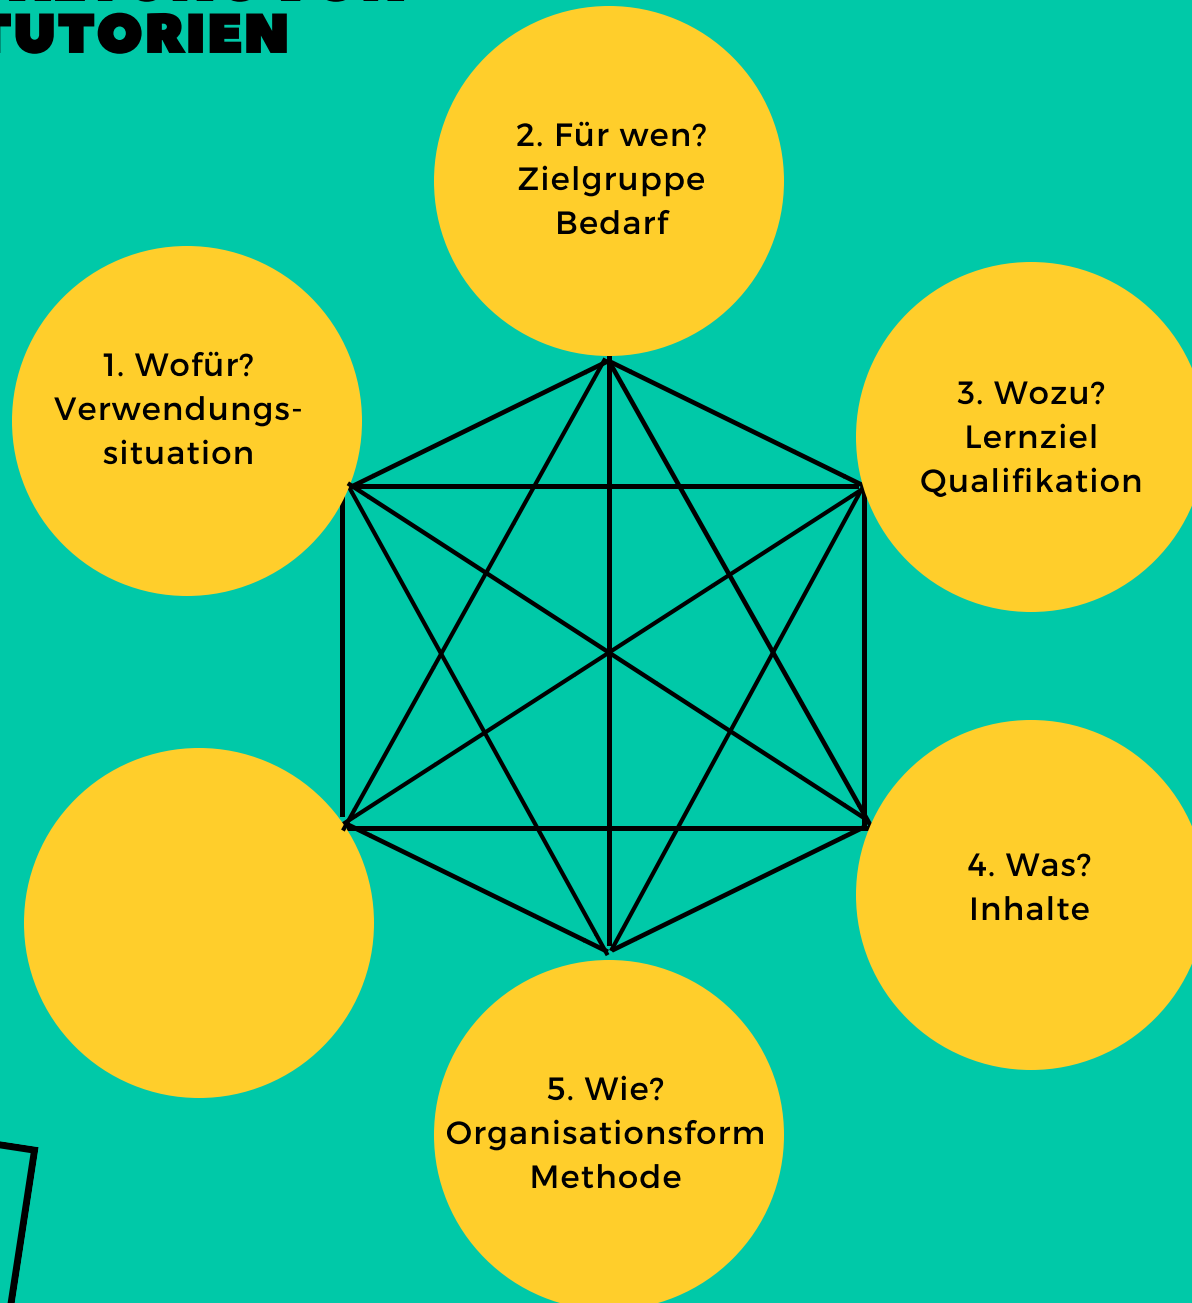 TUTORIEN
2. Für wen?
Zielgruppe
Bedarf
1. Wofür?
Verwendungs-
situation
3. Wozu?
Lernziel
Qualifikation
4. Was?
Inhalte
5. Wie?
Organisationsform
Methode